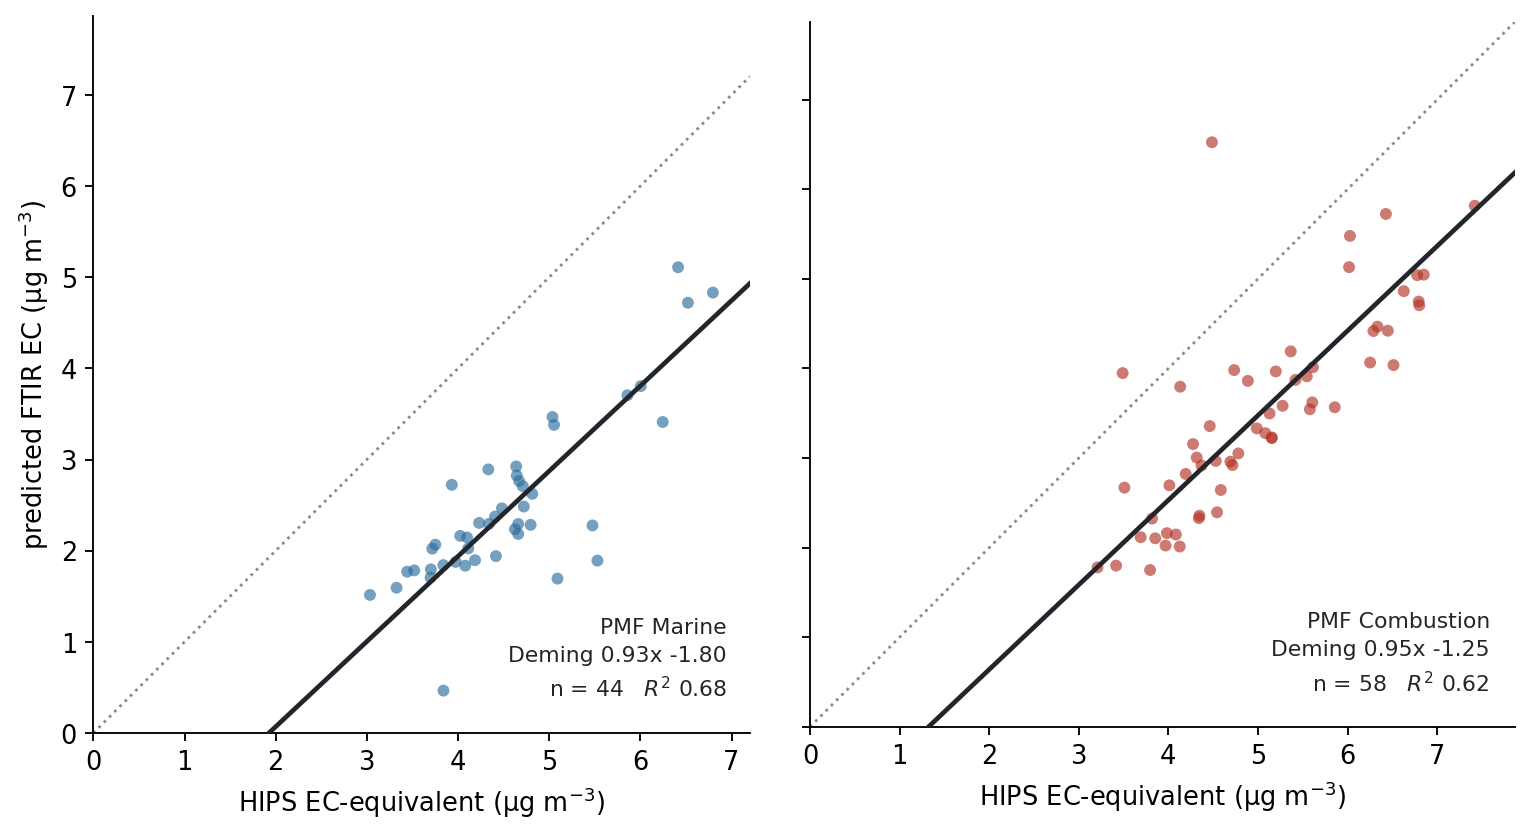 predicted FTIR EC (µg m⁻³)
7
6
5
4
3
2
1
0
PMF Marine
Deming 0.93x -1.80
n = 44 R² 0.68
0 1 2 3 4 5 6 7
HIPS EC-equivalent (µg m⁻³)
PMF Combustion
Deming 0.95x -1.25
n = 58 R² 0.62
0 1 2 3 4 5 6 7
HIPS EC-equivalent (µg m⁻³)